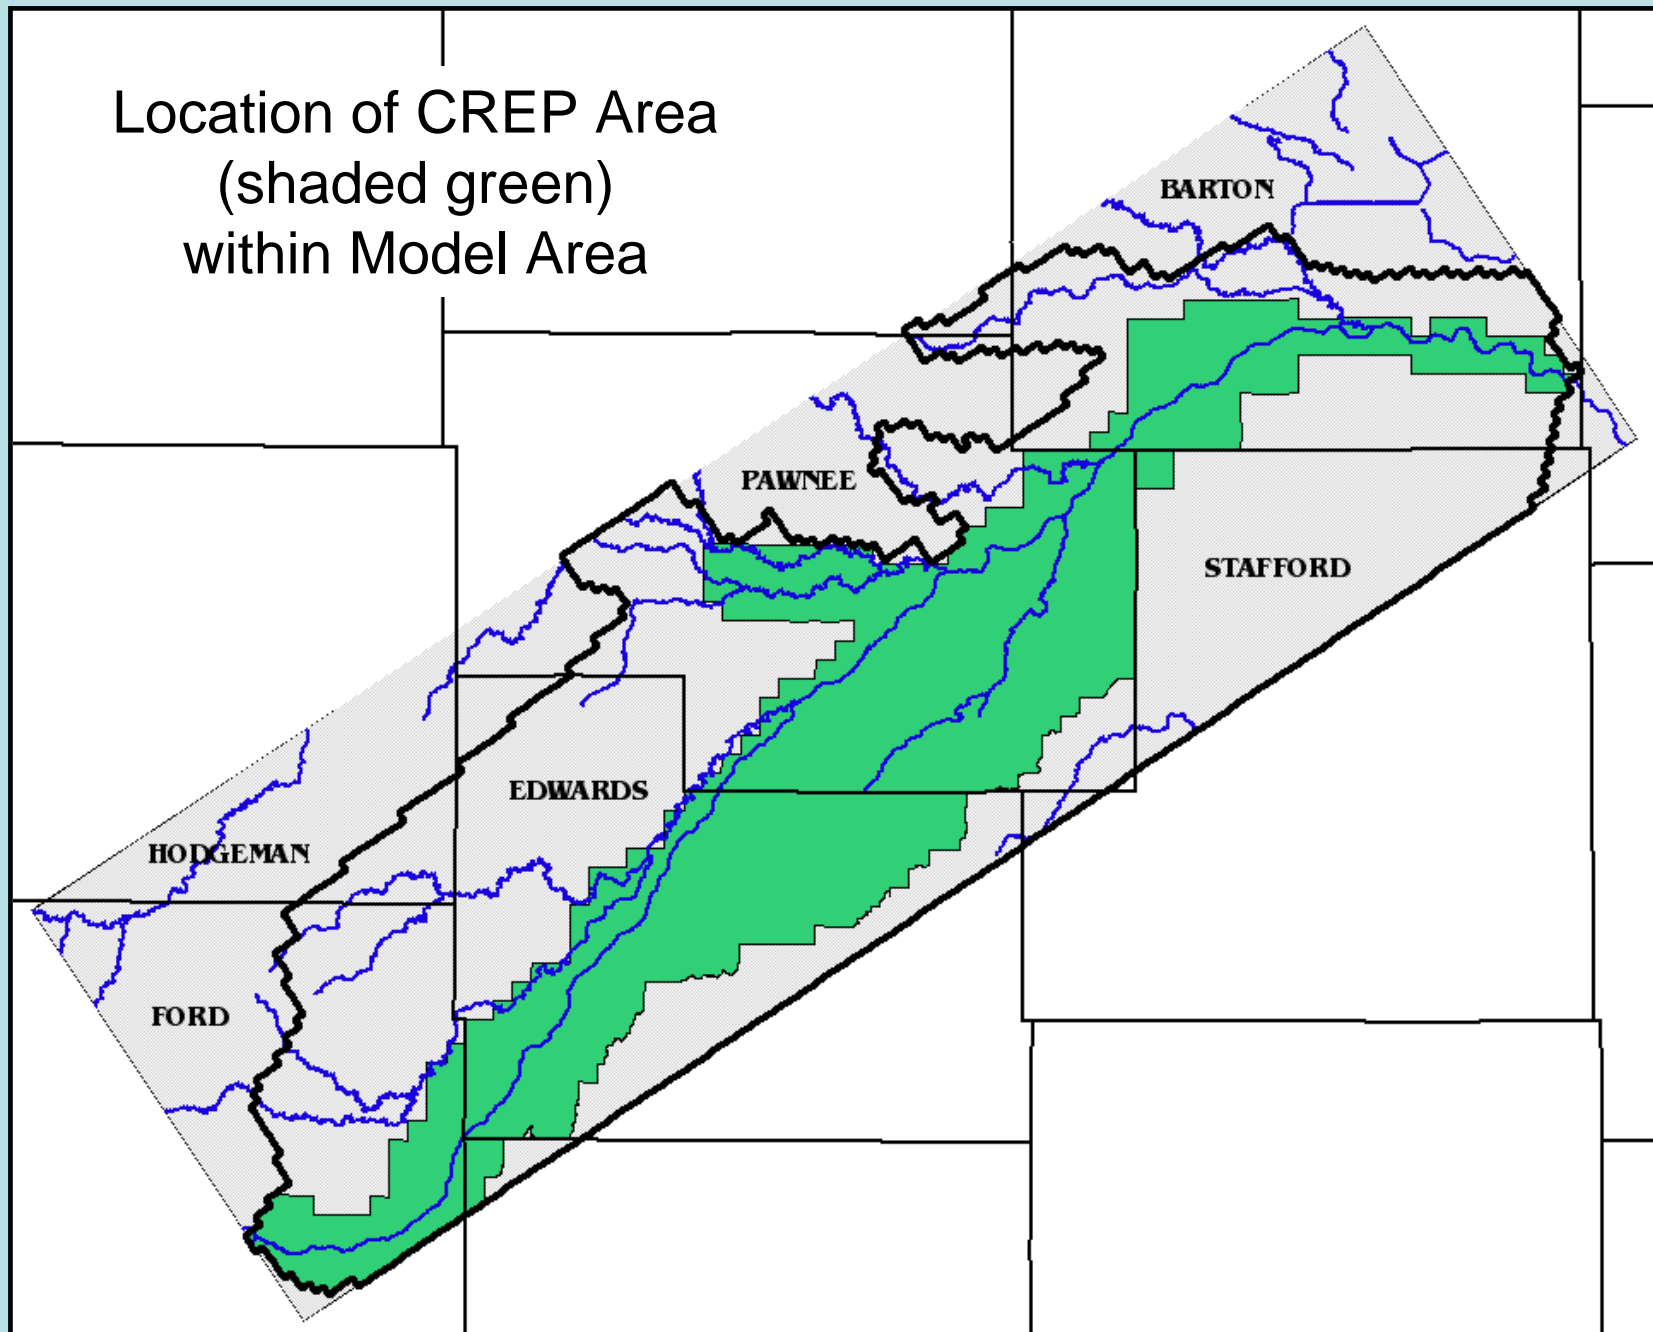 Location of CREP Area
(shaded green)
within Model Area
BARTON
PAWNEE
STAFFORD
EDWARDS
HODGEMAN
FORD